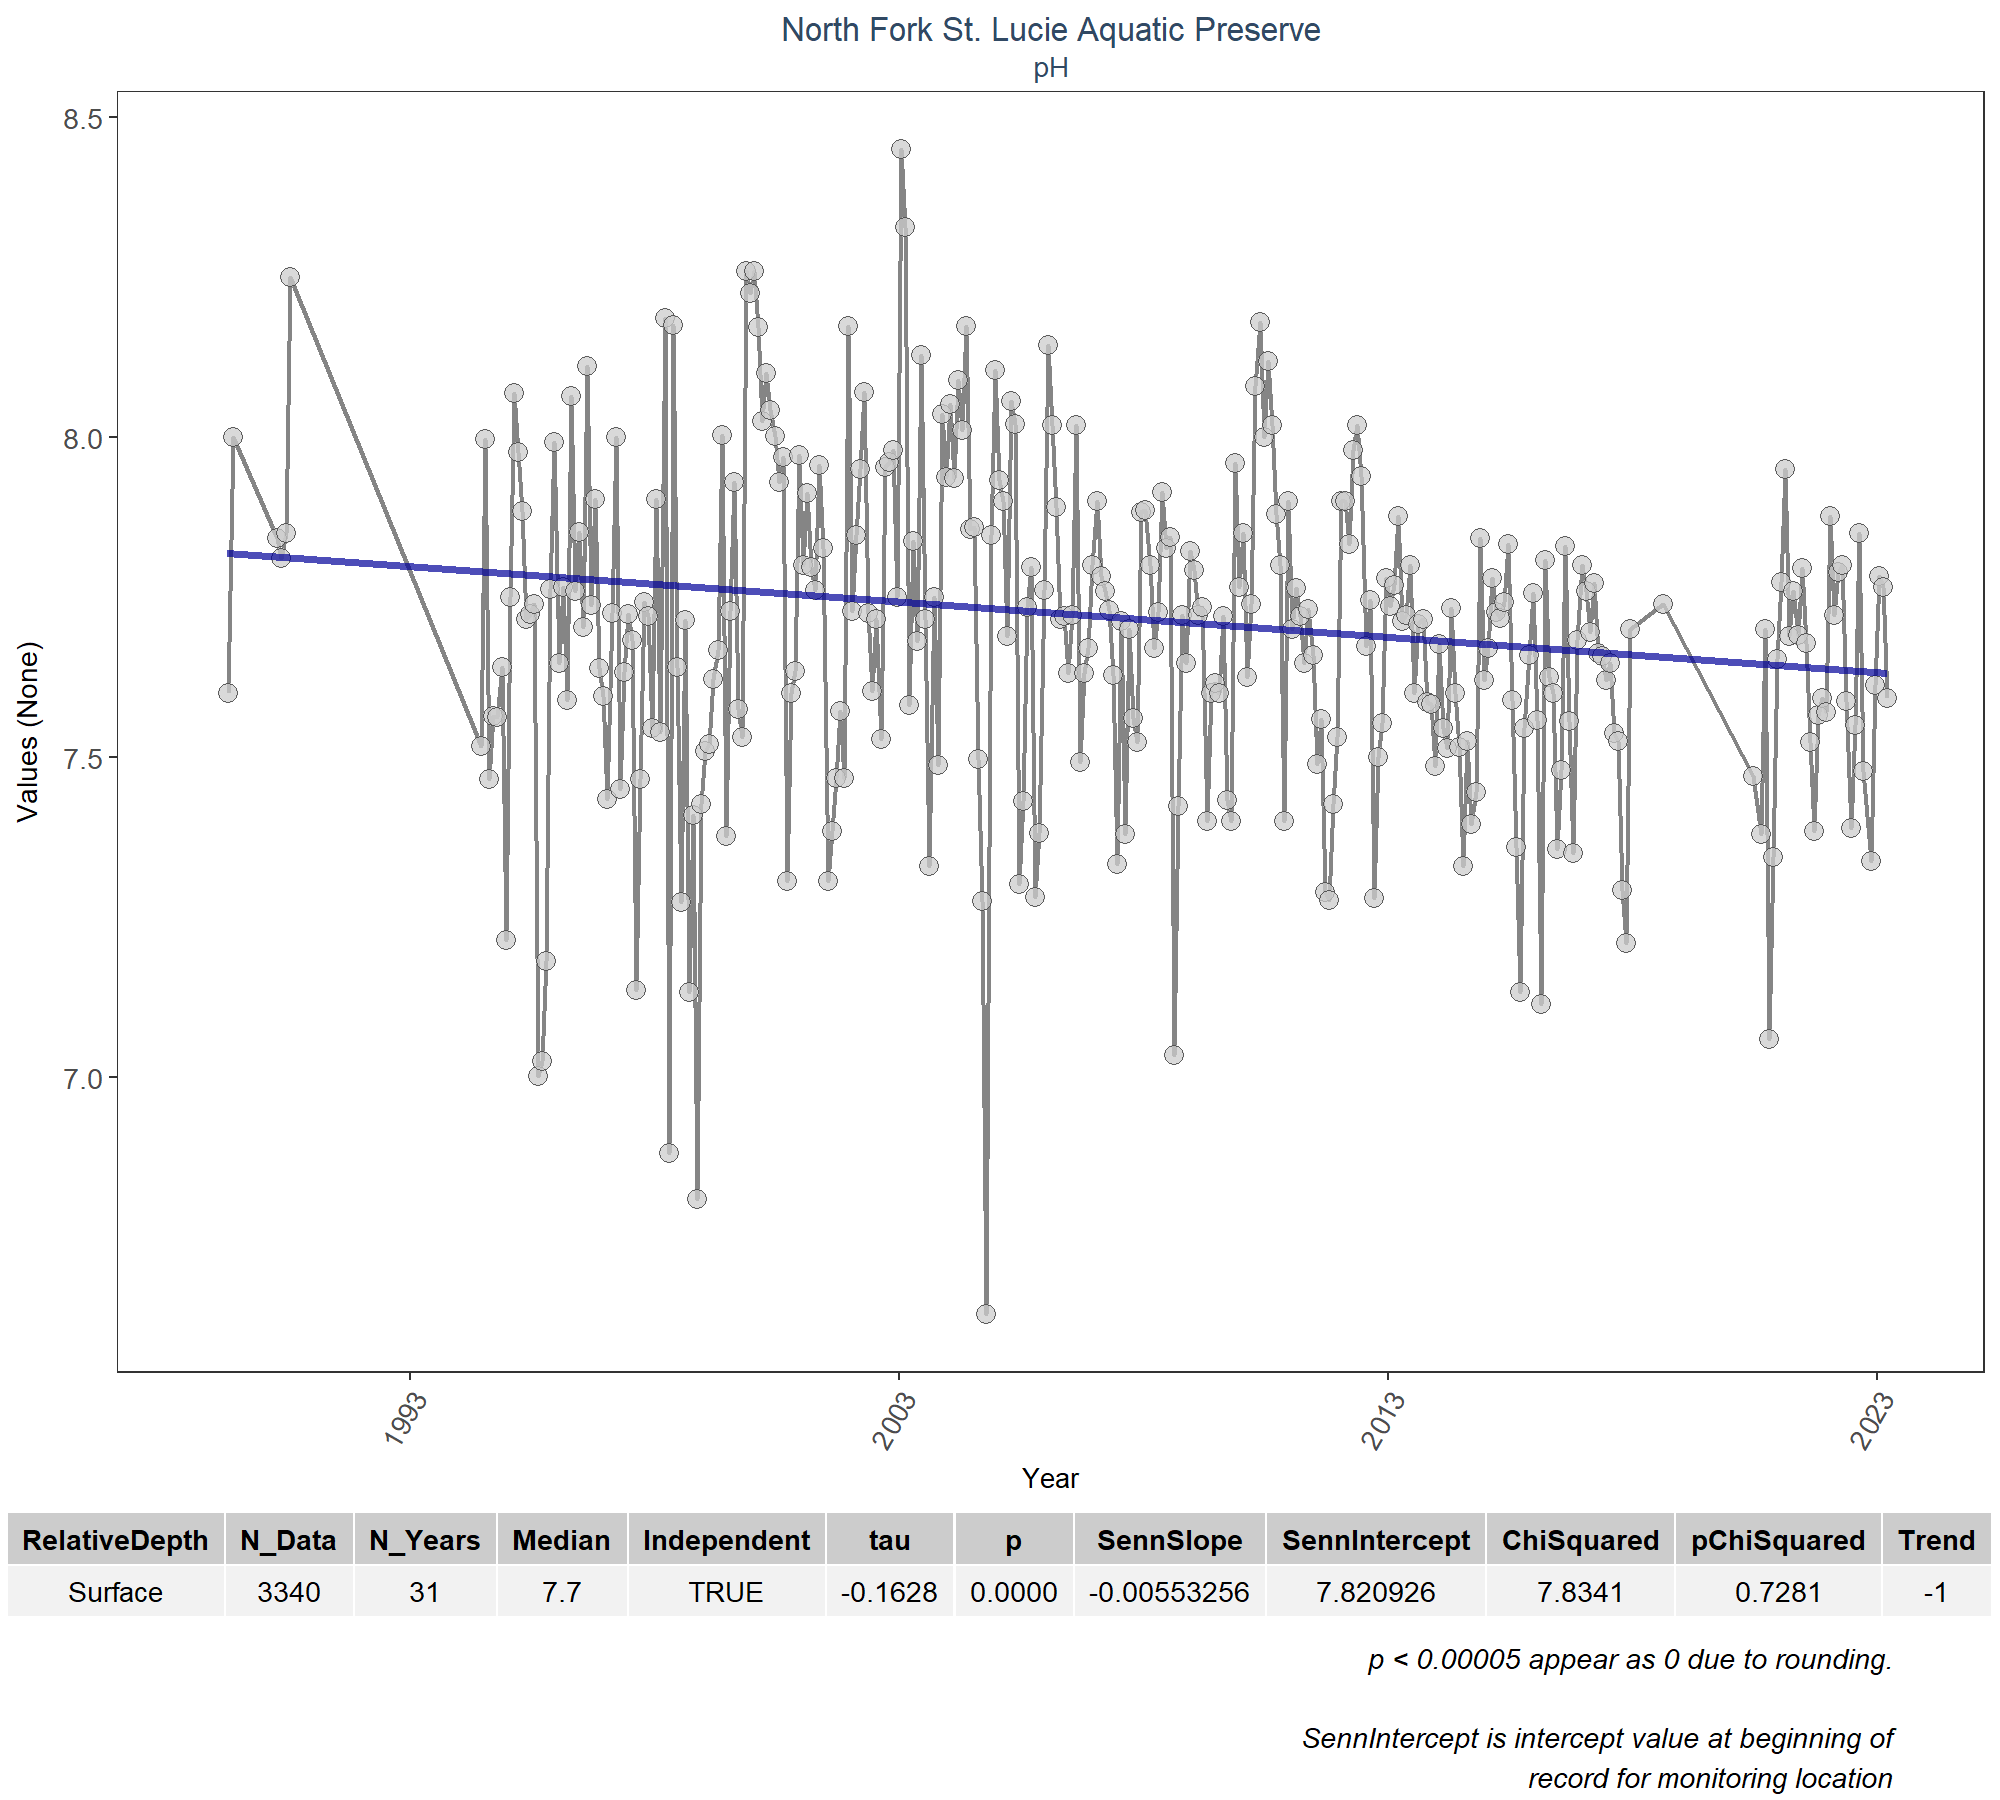 North Fork St. Lucie Aquatic Preserve
pH
8.5
8.0
7.5
7.0
Values (None)
1993
2003
2013
2023
Year
RelativeDepth N_Data N_Years Median Independent tau p SennSlope SennIntercept ChiSquared pChiSquared Trend
Surface 3340 31 7.7 TRUE -0.1628 0.0000 -0.00553256 7.820926 7.8341 0.7281 -1
p < 0.00005 appear as 0 due to rounding.
SennIntercept is intercept value at beginning of
record for monitoring location